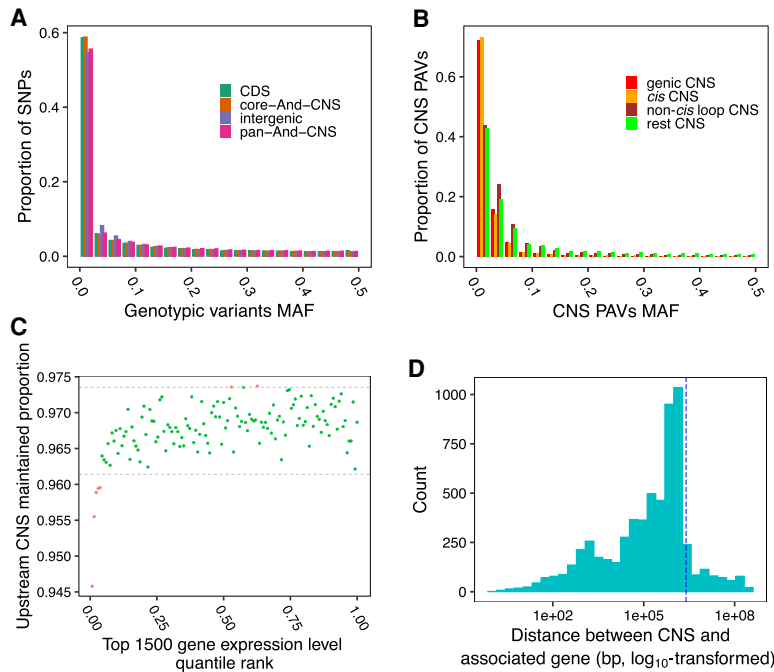 A
Proportion of SNPs
0.6
0.4
0.2
0.0
CDS
core–And–CNS
intergenic
pan–And–CNS
0.0
0.1
0.2
0.3
0.4
0.5
Genotypic variants MAF
B
Proportion of CNS PAVs
0.6
0.4
0.2
0.0
genic CNS
cis CNS
non-cis loop CNS
rest CNS
0.0
0.1
0.2
0.3
0.4
0.5
CNS PAVs MAF
C
Upstream CNS maintained proportion
0.975
0.970
0.965
0.960
0.955
0.950
0.945
0.00
0.25
0.50
0.75
1.00
Top 1500 gene expression level
quantile rank
D
Count
1000
750
500
250
0
1e+02
1e+05
1e+08
Distance between CNS and
associated gene (bp, log10-transformed)